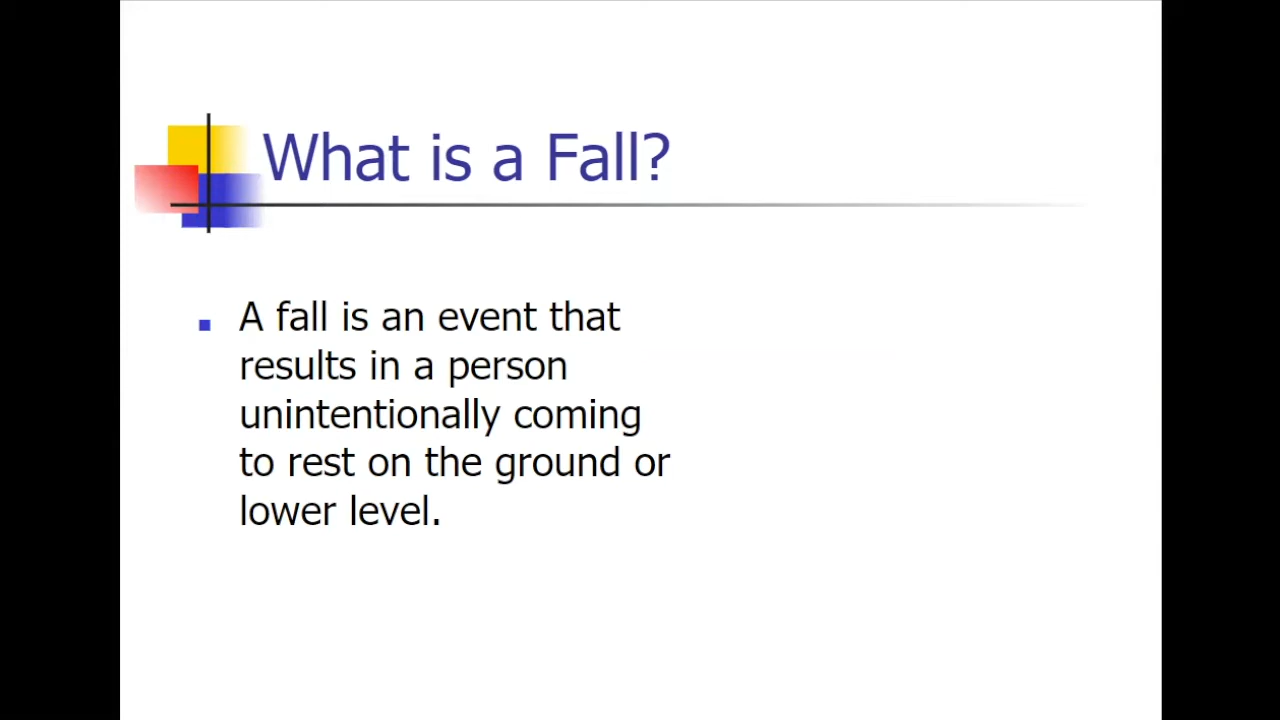 What is a Fall?
A fall is an event that
results in a person
unintentionally coming
to rest on the ground or
lower level.